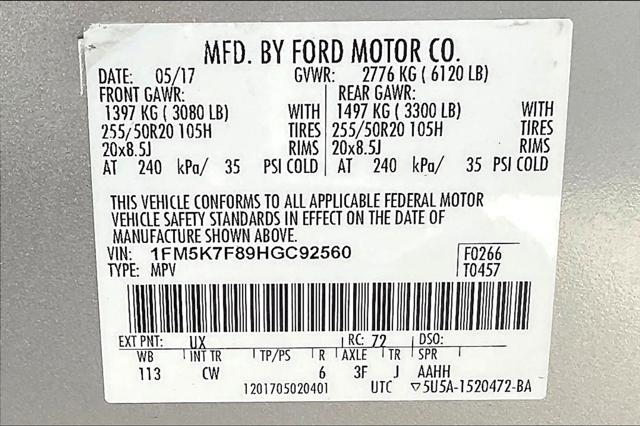 MFD. BY FORD MOTOR CO.
DATE: 05/17 GVWR: 2776 KG ( 6120 LB)
FRONT GAWR: REAR GAWR:
1397 KG ( 3080 LB) WITH 1497 KG ( 3300 LB) WITH
255/50R20 105H TIRES 255/50R20 105H TIRES
20x8.5J RIMS 20x8.5J RIMS
AT 240 kPa/ 35 PSI COLD AT 240 kPa/ 35 PSI COLD
THIS VEHICLE CONFORMS TO ALL APPLICABLE FEDERAL MOTOR
VEHICLE SAFETY STANDARDS IN EFFECT ON THE DATE OF
MANUFACTURE SHOWN ABOVE.
VIN: 1FM5K7F89HGC92560 F0266
TYPE: MPV T0457
EXT PNT: UX RC: 72 DSO:
WB INT TR TP/PS R AXLE TR SPR
113 CW 6 3F J AAHH
1201705020401 UTC ▽5U5A-1520472-BA